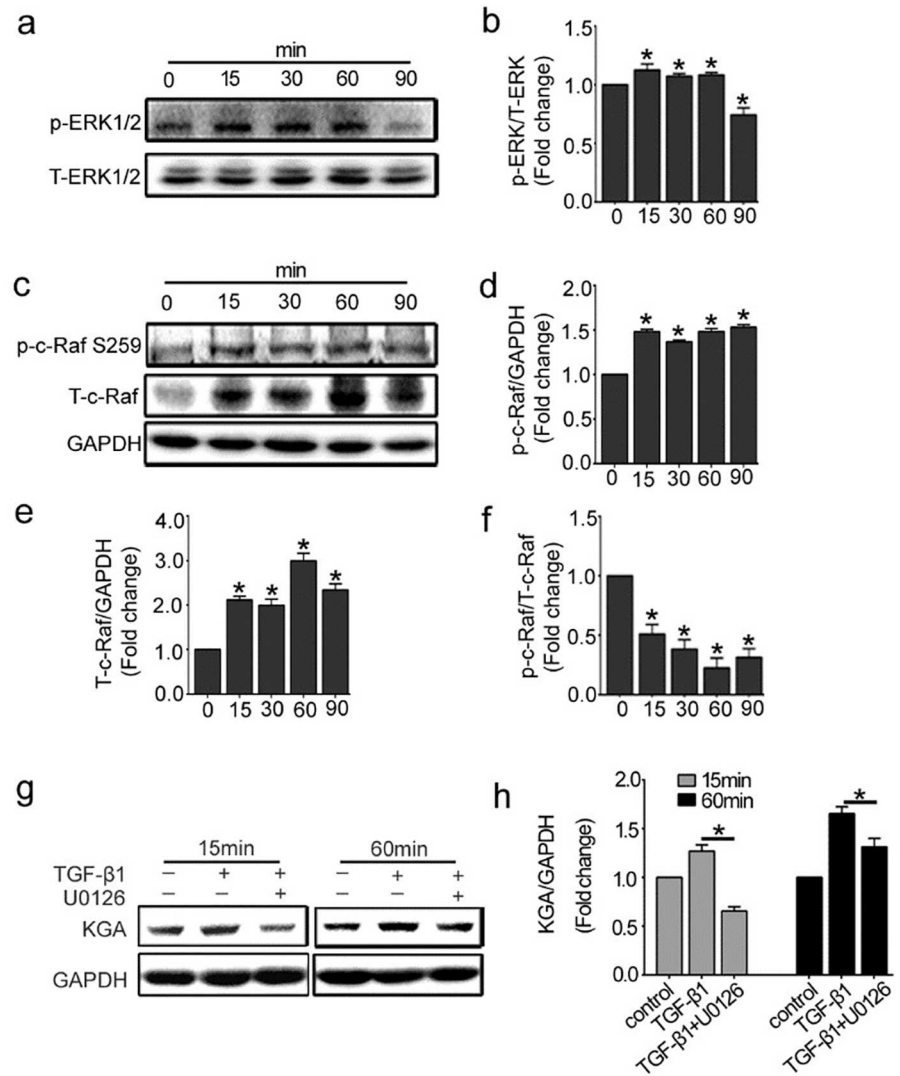 a
min
0 15 30 60 90
p-ERK1/2
T-ERK1/2
b
p-ERK/T-ERK
(Fold change)
1.5
1.0
0.5
0.0
* * * *
0 15 30 60 90
c
min
0 15 30 60 90
p-c-Raf S259
T-c-Raf
GAPDH
d
p-c-Raf/GAPDH
(Fold change)
2.0
1.5
1.0
0.5
0.0
* * * *
0 15 30 60 90
e
T-c-Raf/GAPDH
(Fold change)
4.0
3.0
2.0
1.0
0.0
* * * *
0 15 30 60 90
f
p-c-Raf/T-c-Raf
(Fold change)
1.5
1.0
0.5
0.0
* * * *
0 15 30 60 90
g
15min 60min
TGF-β1 − + + − + +
U0126 − − + − − +
KGA
GAPDH
h
KGA/GAPDH
(Fold change)
2.0
1.5
1.0
0.5
0.0
15min
60min
* *
control TGF-β1 TGF-β1+U0126 control TGF-β1 TGF-β1+U0126